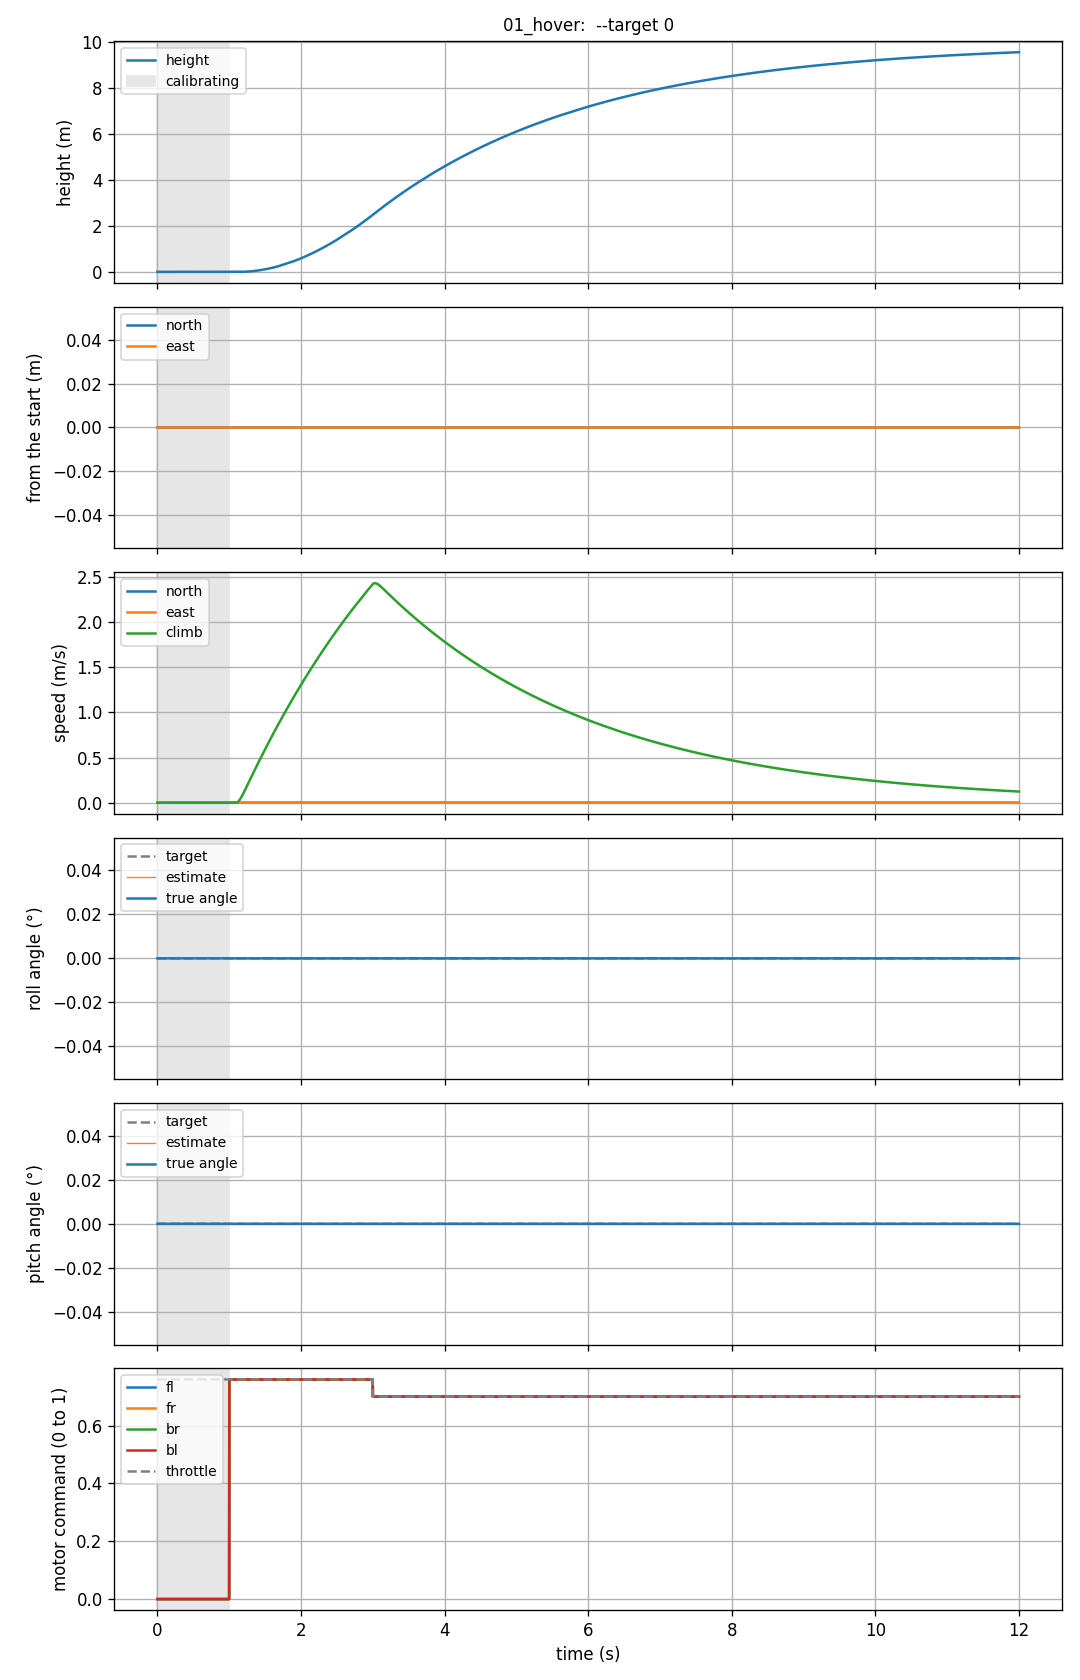 01_hover:  --target 0
height (m)
10
8
6
4
2
0
height
calibrating
from the start (m)
0.04
0.02
0.00
−0.02
−0.04
north
east
speed (m/s)
2.5
2.0
1.5
1.0
0.5
0.0
north
east
climb
roll angle (°)
0.04
0.02
0.00
−0.02
−0.04
target
estimate
true angle
pitch angle (°)
0.04
0.02
0.00
−0.02
−0.04
target
estimate
true angle
motor command (0 to 1)
0.6
0.4
0.2
0.0
fl
fr
br
bl
throttle
0 2 4 6 8 10 12
time (s)